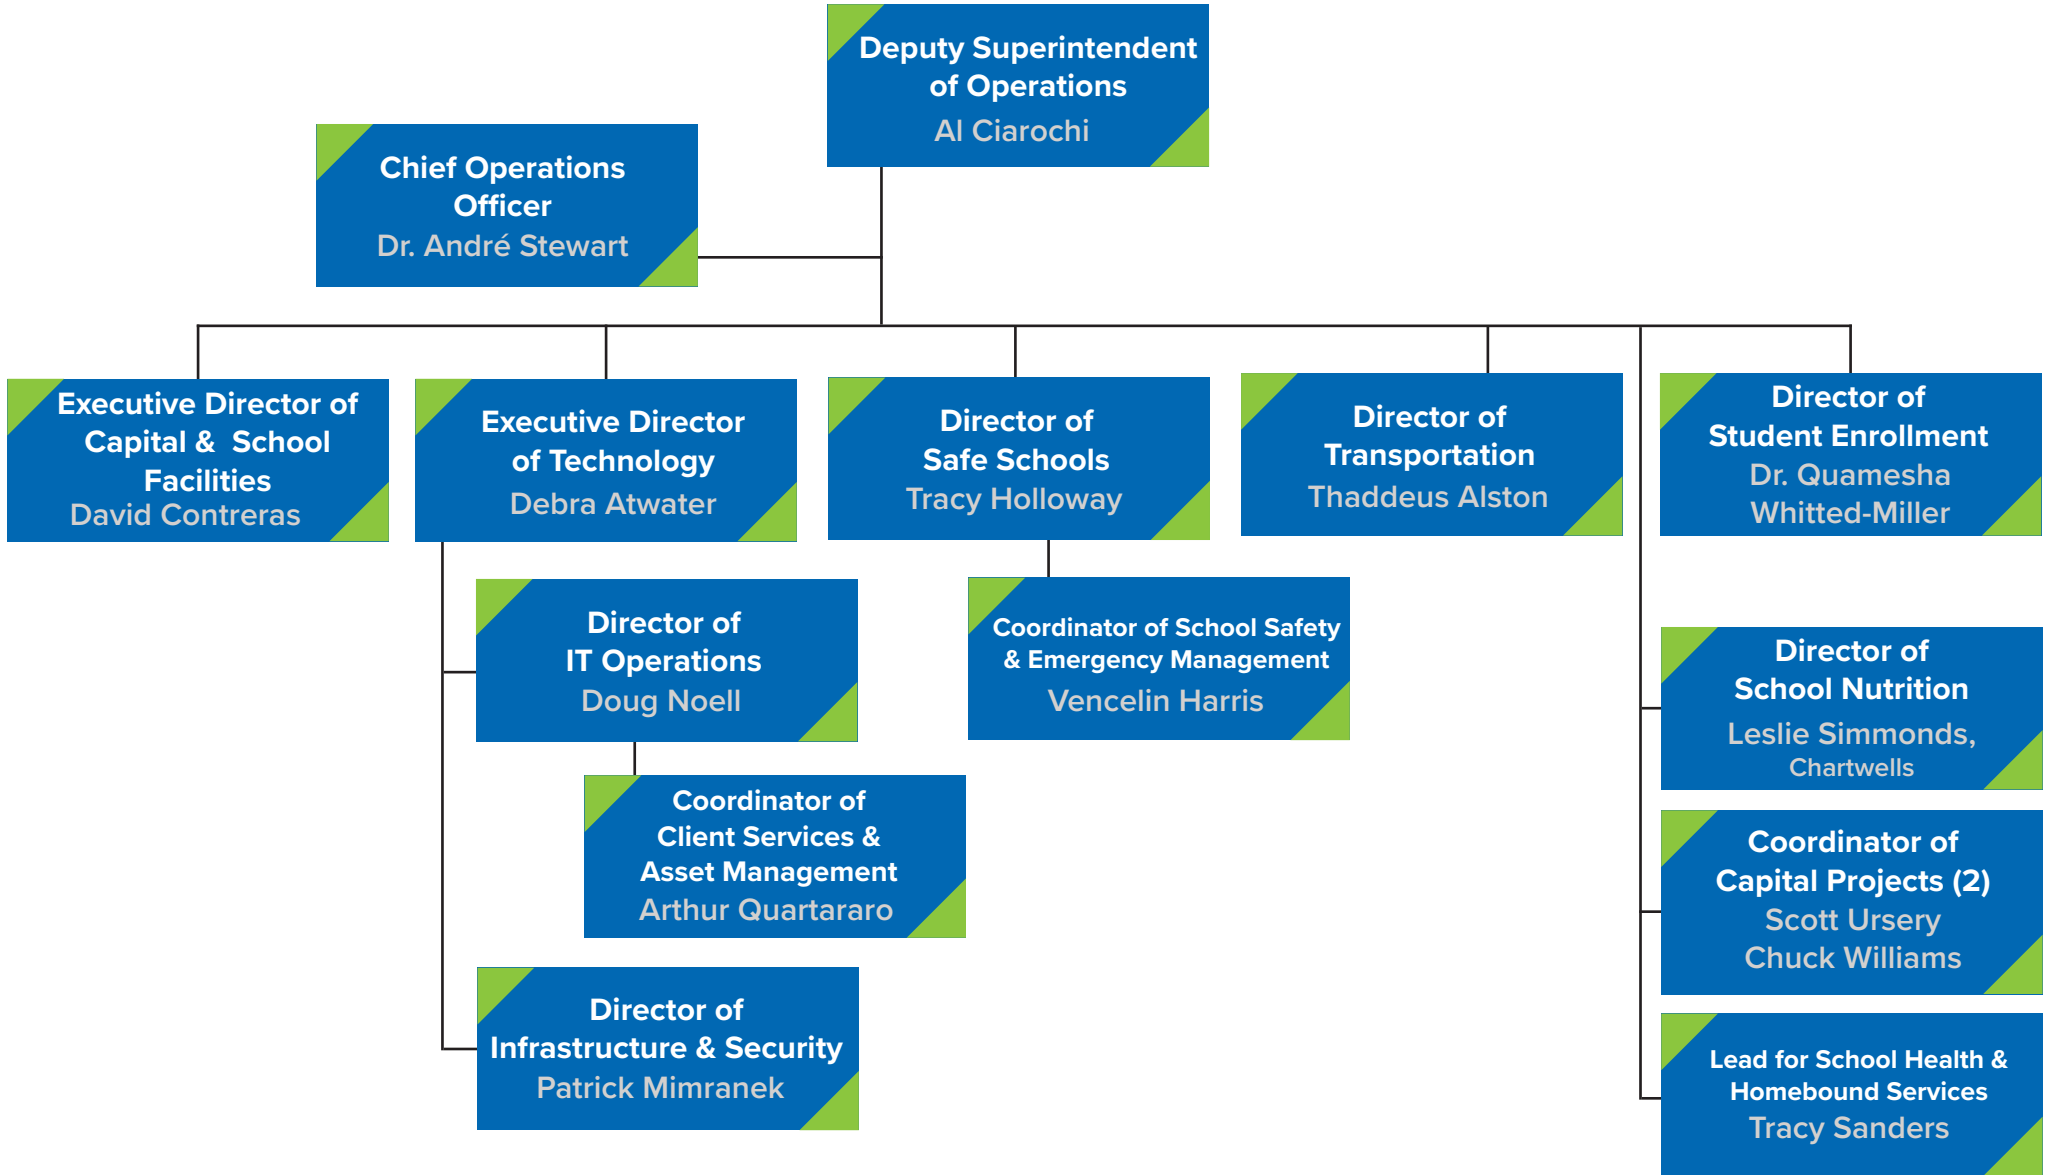 Deputy Superintendent
of Operations
Al Ciarochi
Chief Operations
Officer
Dr. André Stewart
Executive Director of
Capital & School
Facilities
David Contreras
Executive Director
of Technology
Debra Atwater
Director of
Safe Schools
Tracy Holloway
Director of
Transportation
Thaddeus Alston
Director of
Student Enrollment
Dr. Quamesha
Whitted-Miller
Director of
IT Operations
Doug Noell
Coordinator of School Safety
& Emergency Management
Vencelin Harris
Director of
School Nutrition
Leslie Simmonds,
Chartwells
Coordinator of
Client Services &
Asset Management
Arthur Quartararo
Coordinator of
Capital Projects (2)
Scott Ursery
Chuck Williams
Director of
Infrastructure & Security
Patrick Mimranek
Lead for School Health &
Homebound Services
Tracy Sanders